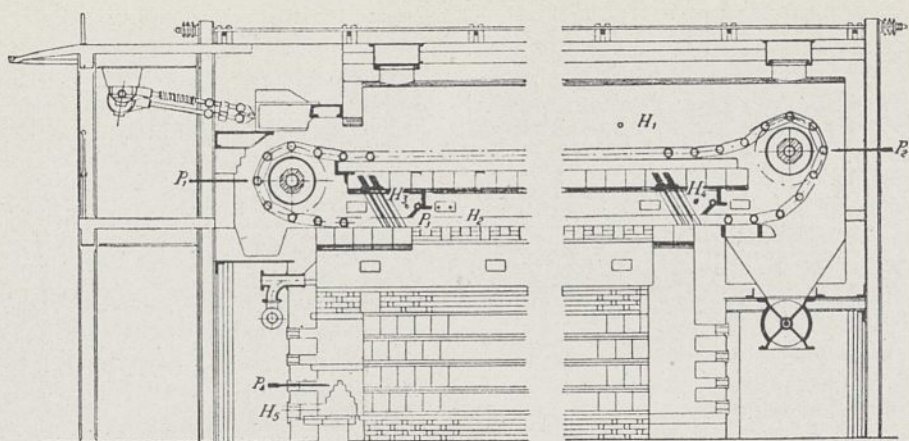 H₁
P₂
P₁
H₃
H₄
P₃
H₂
P₄
H₅